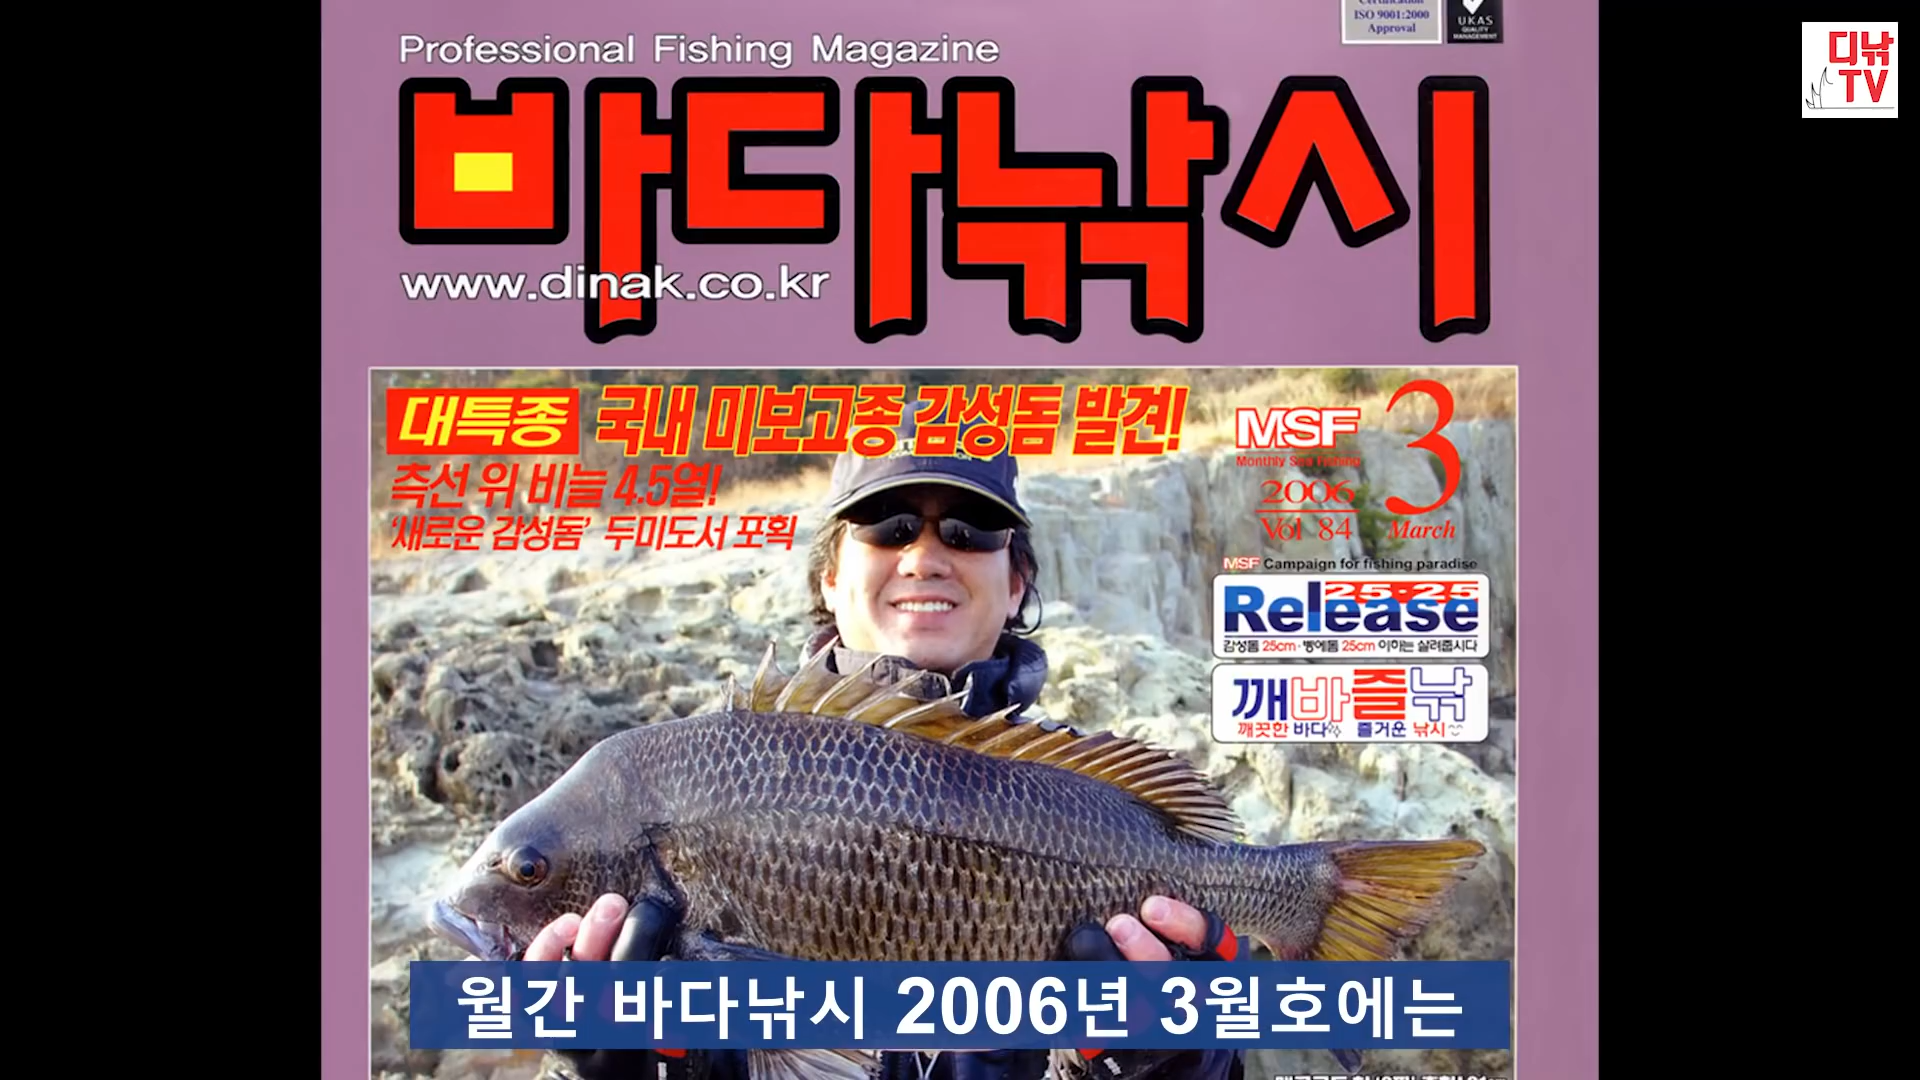 Certification
ISO 9001:2000
Approval
UKAS
QUALITY
MANAGEMENT
디낚
TV
Professional Fishing Magazine
바다낚시
www.dinak.co.kr
대특종 국내 미보고종 감성돔 발견!
측선 위 비늘 4.5열!
'새로운 감성돔' 두미도서 포획
MSF
Monthly Sea Fishing
3
2006
Vol 84
March
MSF Campaign for fishing paradise
25·25
Release
감성돔 25cm·뱅에돔 25cm 이하는 살려줍시다
깨바즐낚
깨끗한 바다 즐거운 낚시
월간 바다낚시 2006년 3월호에는